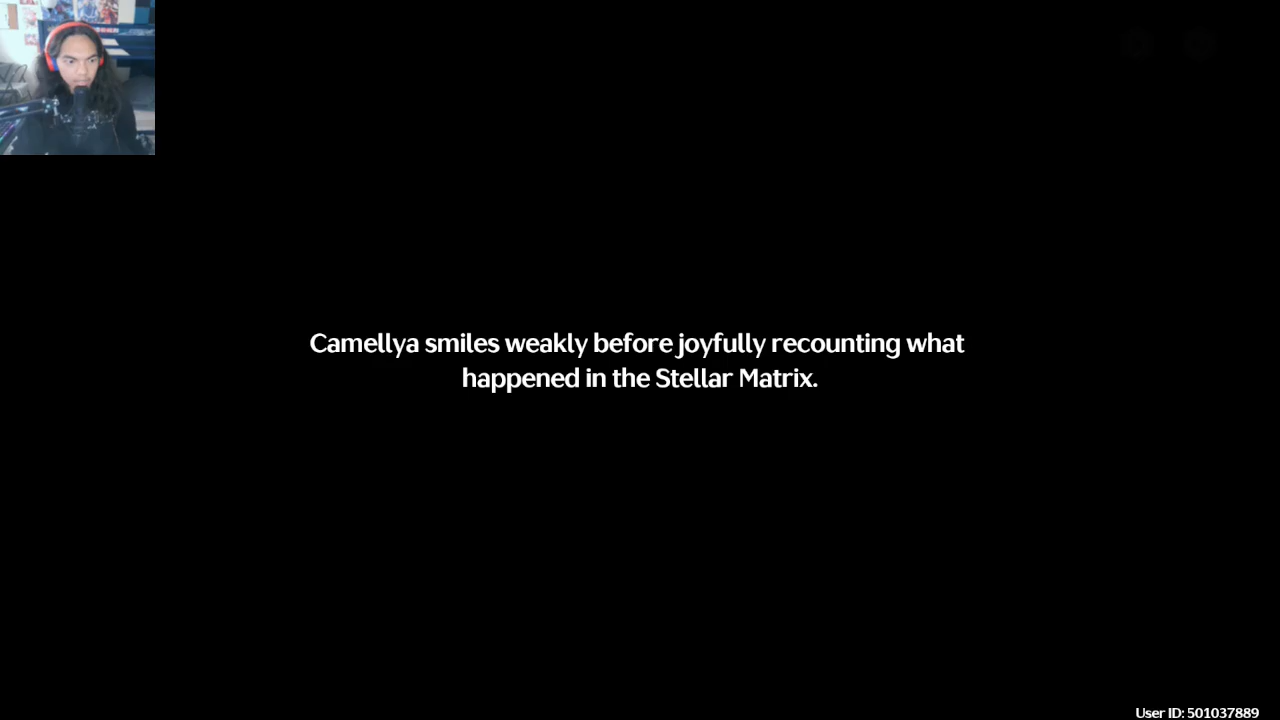 Camellya smiles weakly before joyfully recounting what
happened in the Stellar Matrix.
User ID: 501037889